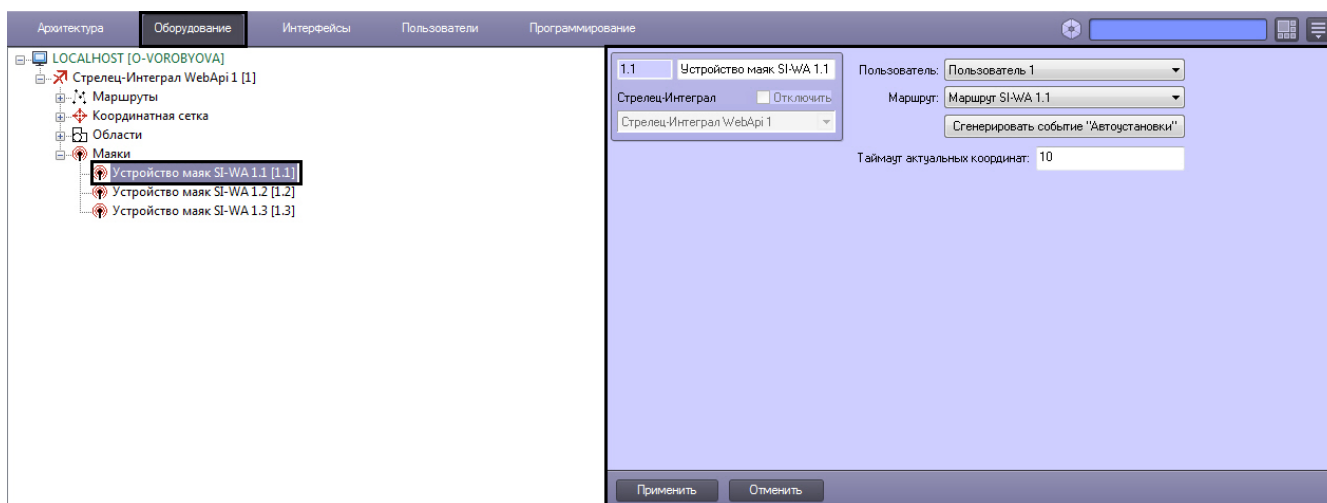 Архитектура Оборудование Интерфейсы Пользователи Программирование
LOCALHOST [O-VOROBYOVA]
Стрелец-Интеграл WebApi 1 [1]
Маршруты
Координатная сетка
Области
Маяки
Устройство маяк SI-WA 1.1 [1.1]
Устройство маяк SI-WA 1.2 [1.2]
Устройство маяк SI-WA 1.3 [1.3]
1.1 Устройство маяк SI-WA 1.1
Стрелец-Интеграл Отключить
Стрелец-Интеграл WebApi 1
Пользователь: Пользователь 1
Маршрут: Маршрут SI-WA 1.1
Сгенерировать событие "Автоустановки"
Таймаут актуальных координат: 10
Применить Отменить